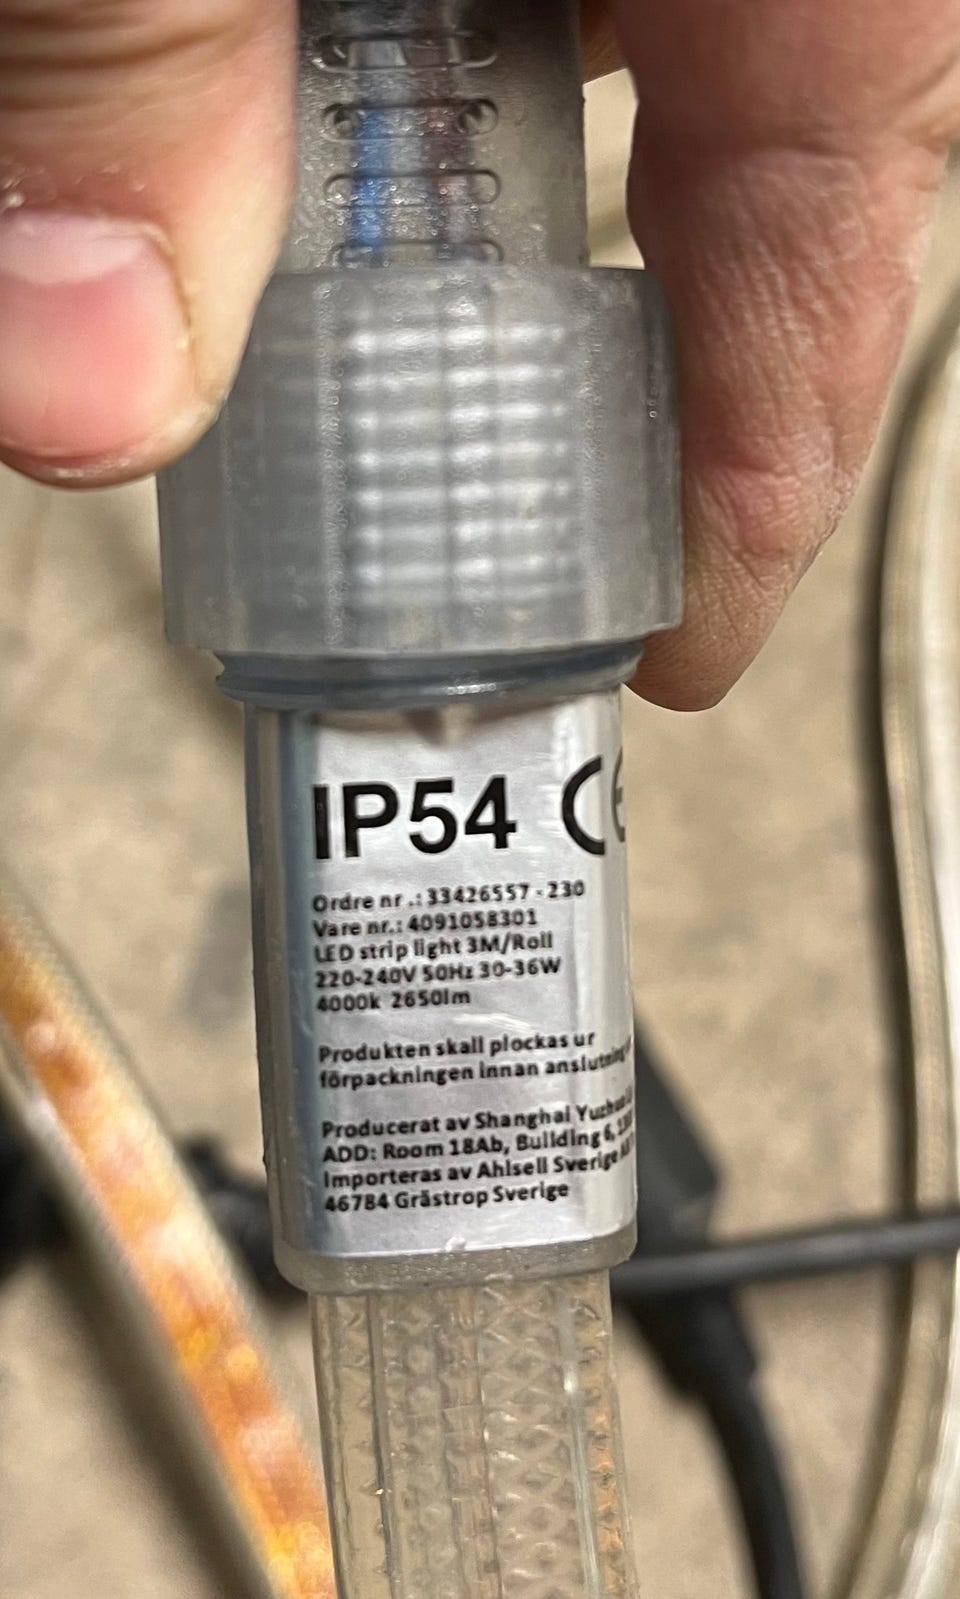 IP54 CE
Ordre nr .: 33426557 - 230
Vare nr.: 4091058301
LED strip light 3M/Roll
220-240V 50Hz 30-36W
4000k 2650lm
Produkten skall plockas ur
förpackningen innan
Producerat av Shanghai
ADD: Room 18Ab, Building 6,
Importeras av Ahlsell Sverige
46784 Grästrop Sverige